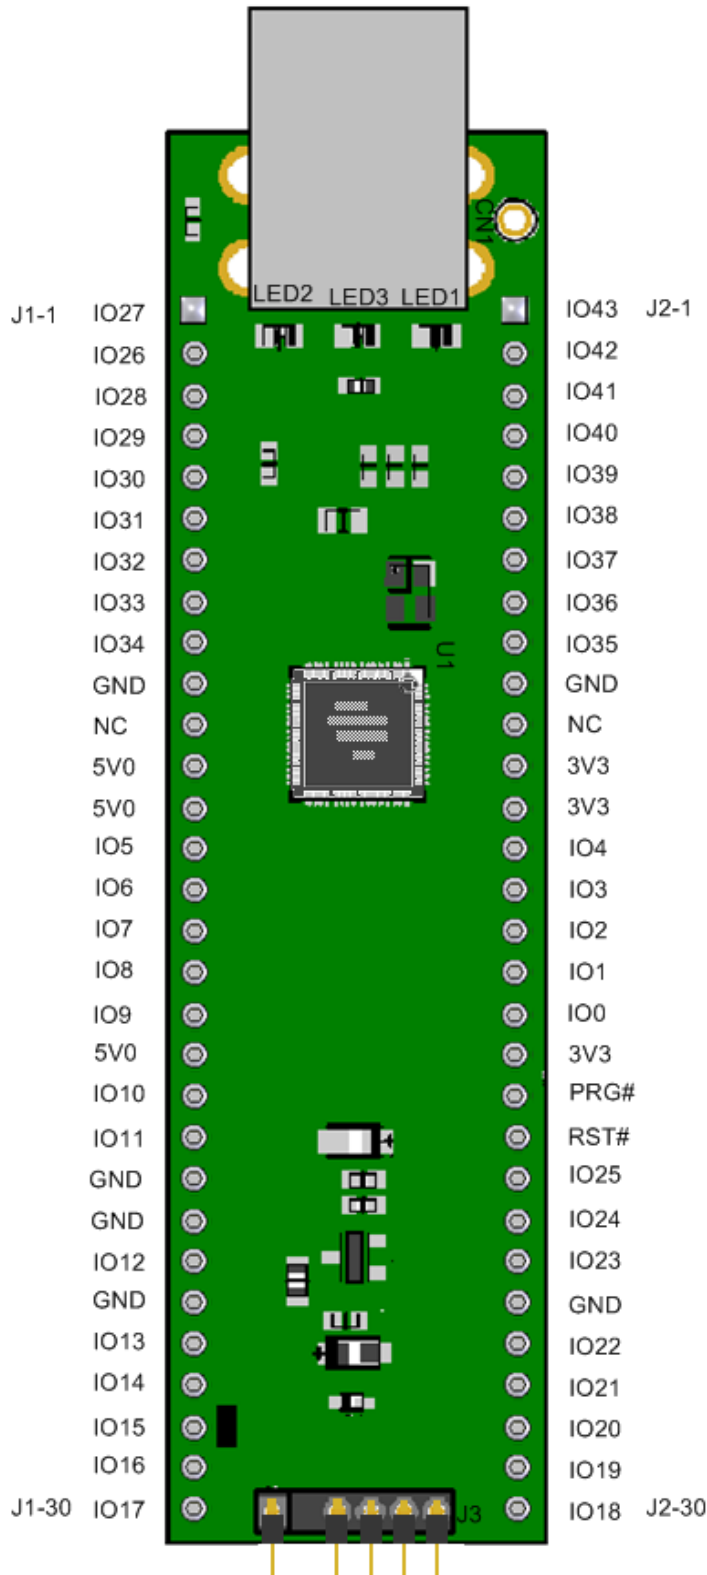 CN1
LED2 LED3 LED1
J1-1 IO27 IO43 J2-1
IO26 IO42
IO28 IO41
IO29 IO40
IO30 IO39
IO31 IO38
IO32 IO37
IO33 IO36
IO34 IO35
U1
GND GND
NC NC
5V0 3V3
5V0 3V3
IO5 IO4
IO6 IO3
IO7 IO2
IO8 IO1
IO9 IO0
5V0 3V3
IO10 PRG#
IO11 RST#
GND IO25
GND IO24
IO12 IO23
GND GND
IO13 IO22
IO14 IO21
IO15 IO20
IO16 IO19
J1-30 IO17 J3 IO18 J2-30